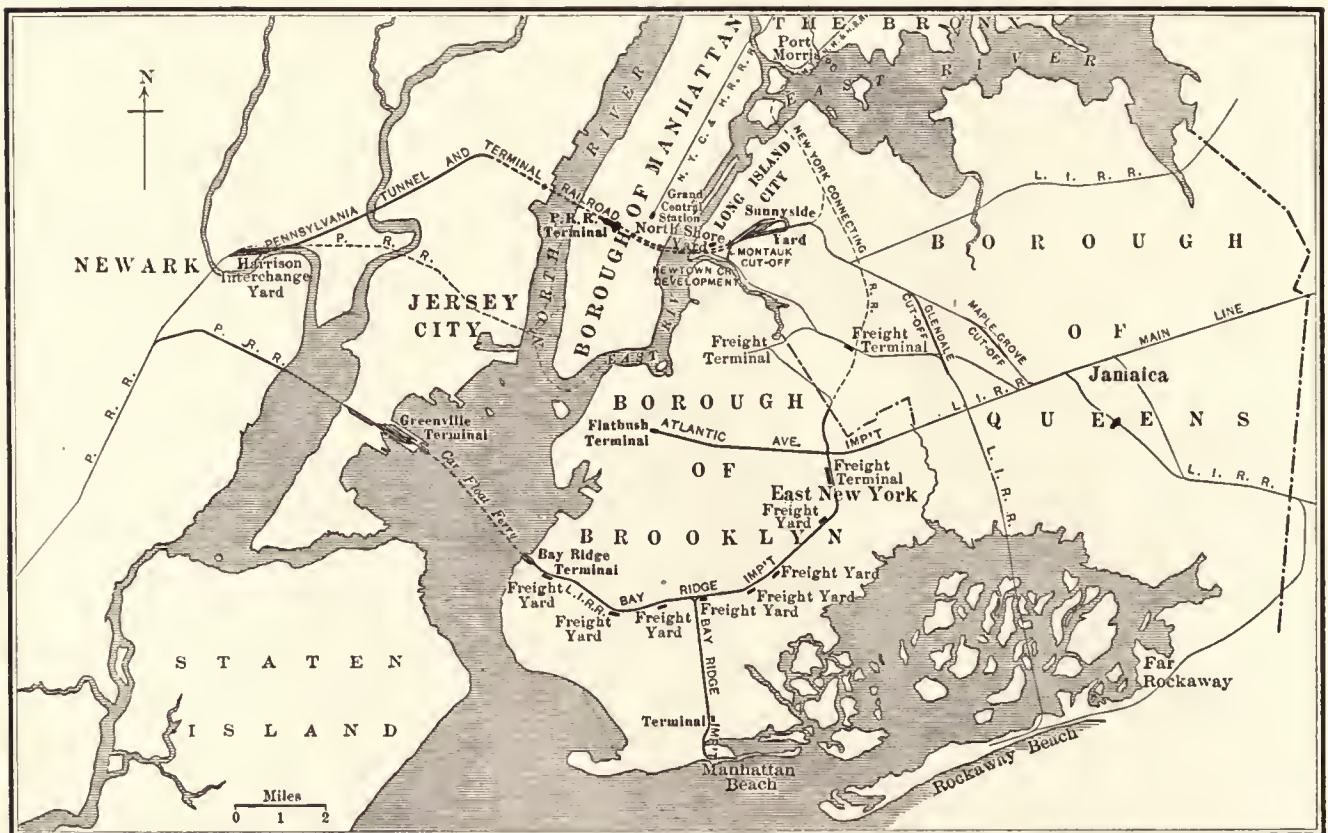 THE BRONX
Port
Morris
EAST RIVER
N
NORTH RIVER
BOROUGH OF MANHATTAN
N. Y. C. & H. R. R. R.
PENNSYLVANIA TUNNEL AND TERMINAL RAILROAD
P. R. R.
NEWARK
Harrison
Interchange
Yard
JERSEY
CITY
P.R.R.
Terminal
Grand
Central
Station
North Shore
Yard
LONG ISLAND
CITY
Sunnyside
Yard
MONTAUK
CUT-OFF
NEWTOWN CR.
DEVELOPMENT
NEW YORK CONNECTING R. R.
L. I. R. R.
BOROUGH
OF
QUEENS
GLENDALE
CUT-OFF
MAPLE GROVE
CUT-OFF
MAIN LINE
L. I. R. R.
Jamaica
L. I. R. R.
L. I. R. R.
EAST RIV
Freight
Terminal
Freight
Terminal
P. R. R.
P. R. R.
Greenville
Terminal
Car Float Ferry
BOROUGH
OF
BROOKLYN
Flatbush
Terminal
ATLANTIC AVE. IMP'T
Freight
Terminal
East New York
Freight
Yard
Bay Ridge
Terminal
Freight
Yard
L.I.R.R.
BAY RIDGE IMP'T
Freight
Yard
Freight
Yard
Freight Yard
Freight Yard
Freight Yard
BAY RIDGE IMP'T
Terminal
Manhattan
Beach
Far
Rockaway
Rockaway Beach
STATEN
ISLAND
Miles
0 1 2